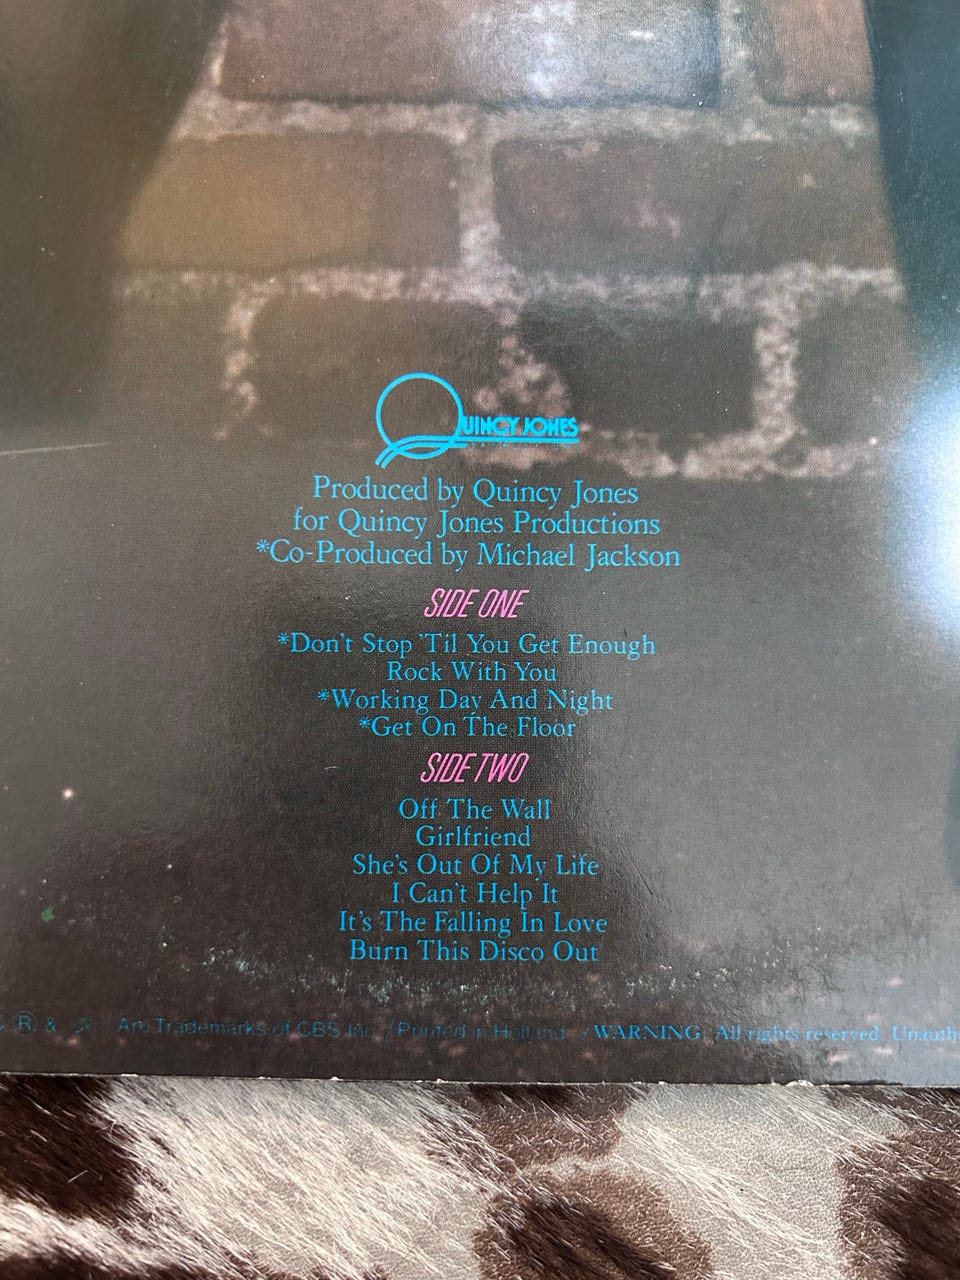 QUINCY JONES
Produced by Quincy Jones
for Quincy Jones Productions
*Co-Produced by Michael Jackson
SIDE ONE
*Don't Stop 'Til You Get Enough
Rock With You
*Working Day And Night
*Get On The Floor
SIDE TWO
Off The Wall
Girlfriend
She's Out Of My Life
I Can't Help It
It's The Falling In Love
Burn This Disco Out
® & Are Trademarks of CBS Inc. / Printed in Holland / WARNING: All rights reserved.